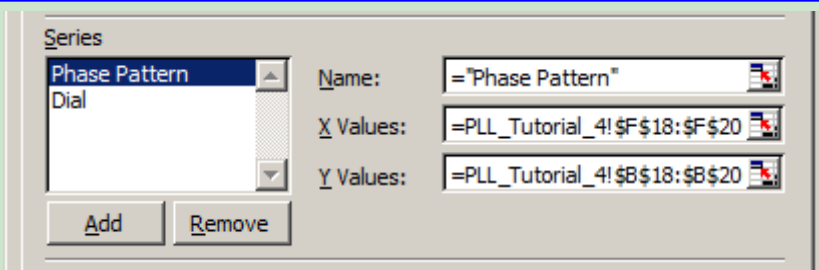 Series
Phase Pattern
Dial
Name:
="Phase Pattern"
X Values:
=PLL_Tutorial_4!$F$18:$F$20
Y Values:
=PLL_Tutorial_4!$B$18:$B$20
Add
Remove